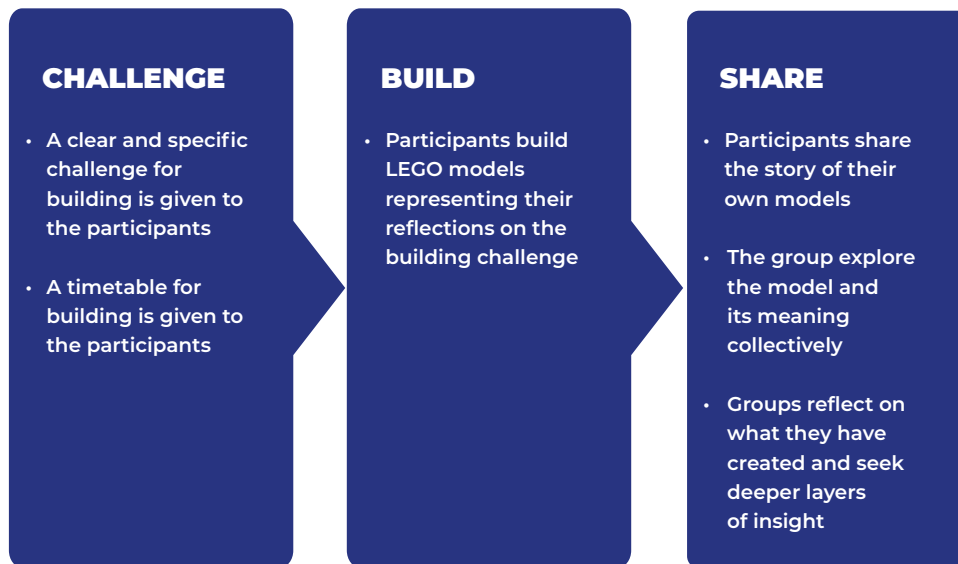 CHALLENGE
• A clear and specific
challenge for
building is given to
the participants
• A timetable for
building is given to
the participants
BUILD
• Participants build
LEGO models
representing their
reflections on the
building challenge
SHARE
• Participants share
the story of their
own models
• The group explore
the model and
its meaning
collectively
• Groups reflect on
what they have
created and seek
deeper layers
of insight